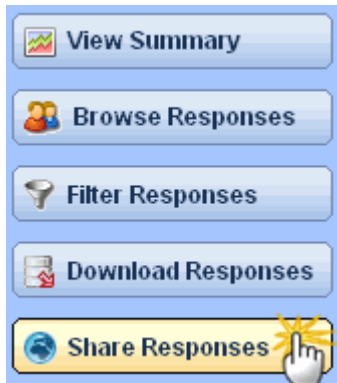 View Summary
Browse Responses
Filter Responses
Download Responses
Share Responses